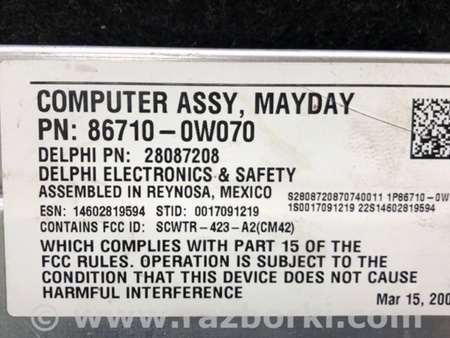 COMPUTER ASSY, MAYDAY
PN: 86710-0W070
DELPHI PN: 28087208
DELPHI ELECTRONICS & SAFETY
ASSEMBLED IN REYNOSA, MEXICO
S2808720870740011 1P86710-0W
1S0017091219 22S14602819594
ESN: 14602819594 STID: 0017091219
CONTAINS FCC ID: SCWTR-423-A2(CM42)
WHICH COMPLIES WITH PART 15 OF THE
FCC RULES. OPERATION IS SUBJECT TO THE
CONDITION THAT THIS DEVICE DOES NOT CAUSE
HARMFUL INTERFERENCE
Mar 15, 200
www.razborki.com